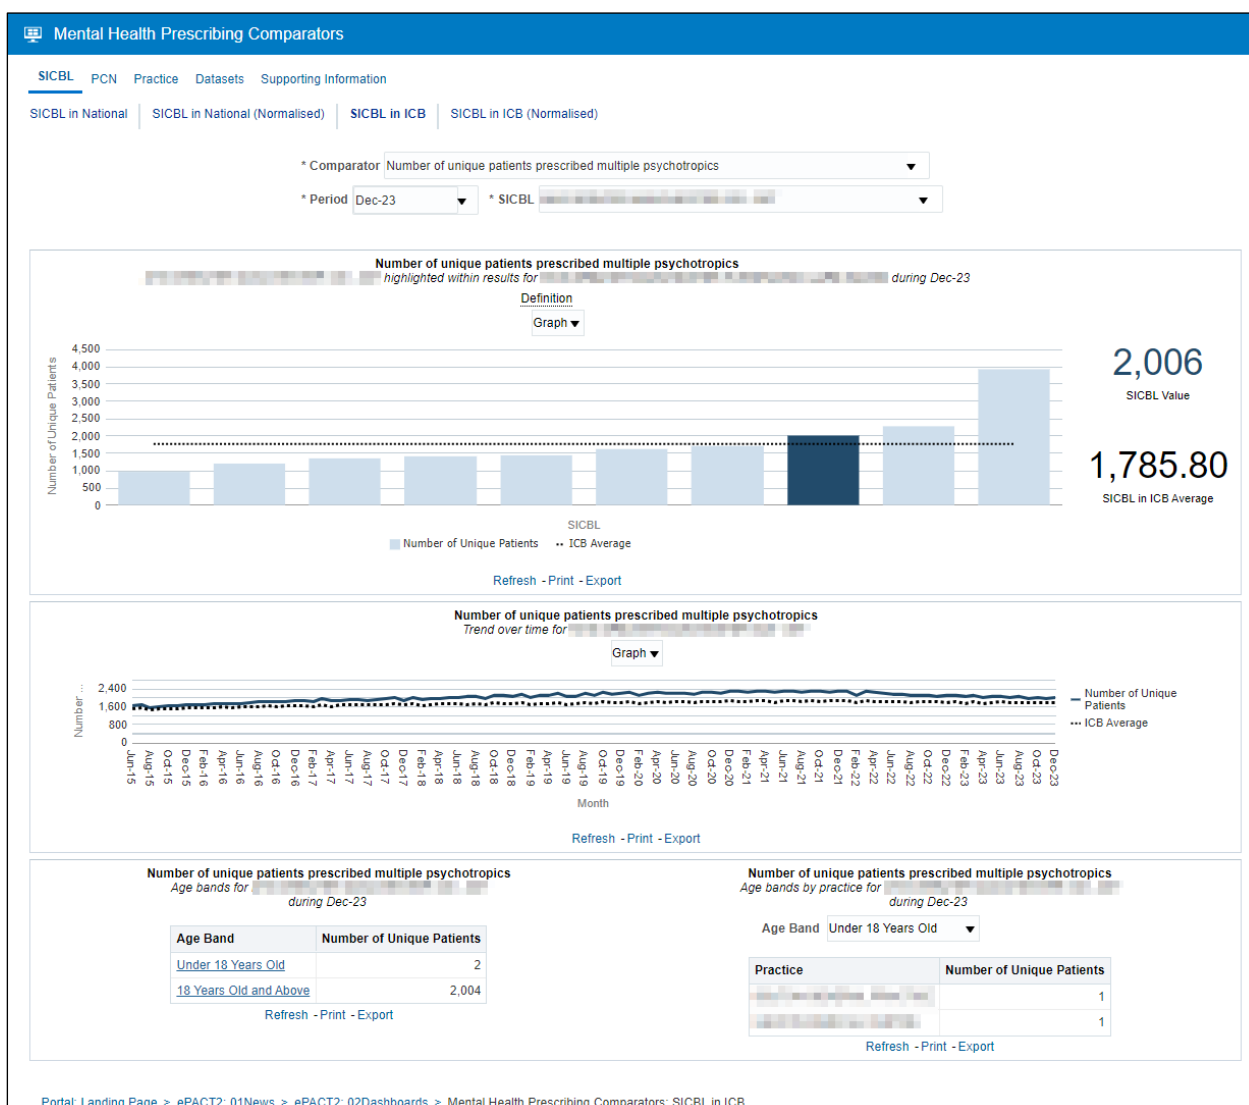 Mental Health Prescribing Comparators
SICBL PCN Practice Datasets Supporting Information
SICBL in National SICBL in National (Normalised) SICBL in ICB SICBL in ICB (Normalised)
* Comparator Number of unique patients prescribed multiple psychotropics
* Period Dec-23 * SICBL
Number of unique patients prescribed multiple psychotropics
highlighted within results for during Dec-23
Definition
Graph
Number of Unique Patients
4,500
4,000
3,500
3,000
2,500
2,000
1,500
1,000
500
0
SICBL
Number of Unique Patients ICB Average
2,006
SICBL Value
1,785.80
SICBL in ICB Average
Refresh - Print - Export
Number of unique patients prescribed multiple psychotropics
Trend over time for
Graph
Number ...
2,400
1,600
800
0
Jun-15 Aug-15 Oct-15 Dec-15 Feb-16 Apr-16 Jun-16 Aug-16 Oct-16 Dec-16 Feb-17 Apr-17 Jun-17 Aug-17 Oct-17 Dec-17 Feb-18 Apr-18 Jun-18 Aug-18 Oct-18 Dec-18 Feb-19 Apr-19 Jun-19 Aug-19 Oct-19 Dec-19 Feb-20 Apr-20 Jun-20 Aug-20 Oct-20 Dec-20 Feb-21 Apr-21 Jun-21 Aug-21 Oct-21 Dec-21 Feb-22 Apr-22 Jun-22 Aug-22 Oct-22 Dec-22 Feb-23 Apr-23 Jun-23 Aug-23 Oct-23 Dec-23
Month
Number of Unique
Patients
ICB Average
Refresh - Print - Export
Number of unique patients prescribed multiple psychotropics
Age bands for
during Dec-23
Age Band Number of Unique Patients
Under 18 Years Old 2
18 Years Old and Above 2,004
Refresh - Print - Export
Number of unique patients prescribed multiple psychotropics
Age bands by practice for
during Dec-23
Age Band Under 18 Years Old
Practice Number of Unique Patients
1
1
Refresh - Print - Export
Portal: Landing Page > ePACT2: 01News > ePACT2: 02Dashboards > Mental Health Prescribing Comparators: SICBL in ICB